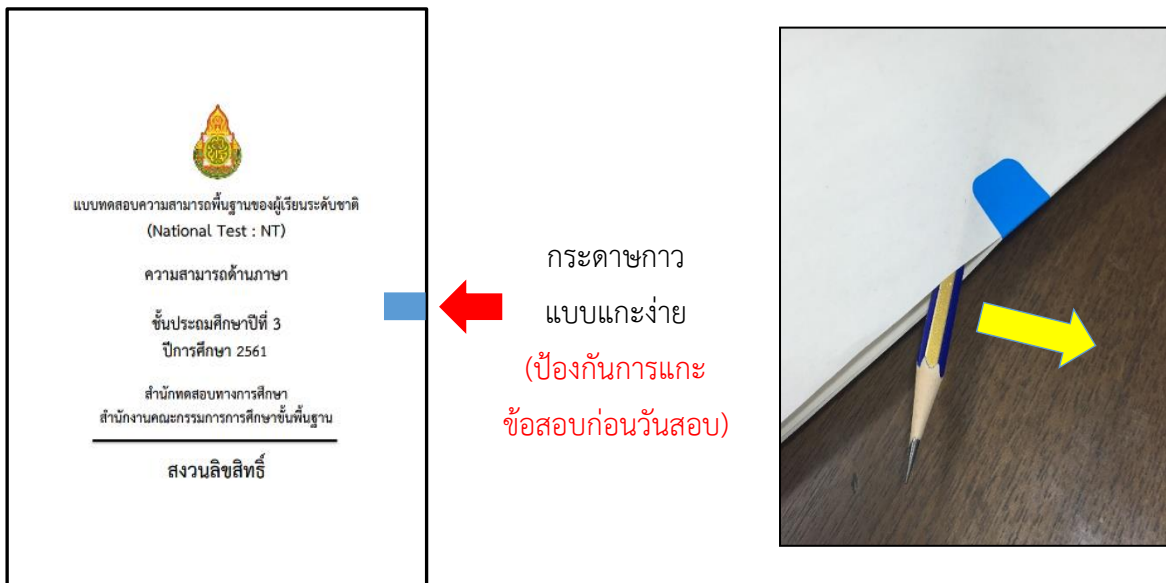 แบบทดสอบความสามารถพื้นฐานของผู้เรียนระดับชาติ
(National Test : NT)
ความสามารถด้านภาษา
ชั้นประถมศึกษาปีที่ 3
ปีการศึกษา 2561
สำนักทดสอบทางการศึกษา
สำนักงานคณะกรรมการการศึกษาขั้นพื้นฐาน
สงวนลิขสิทธิ์
กระดาษกาว
แบบแกะง่าย
(ป้องกันการแกะ
ข้อสอบก่อนวันสอบ)